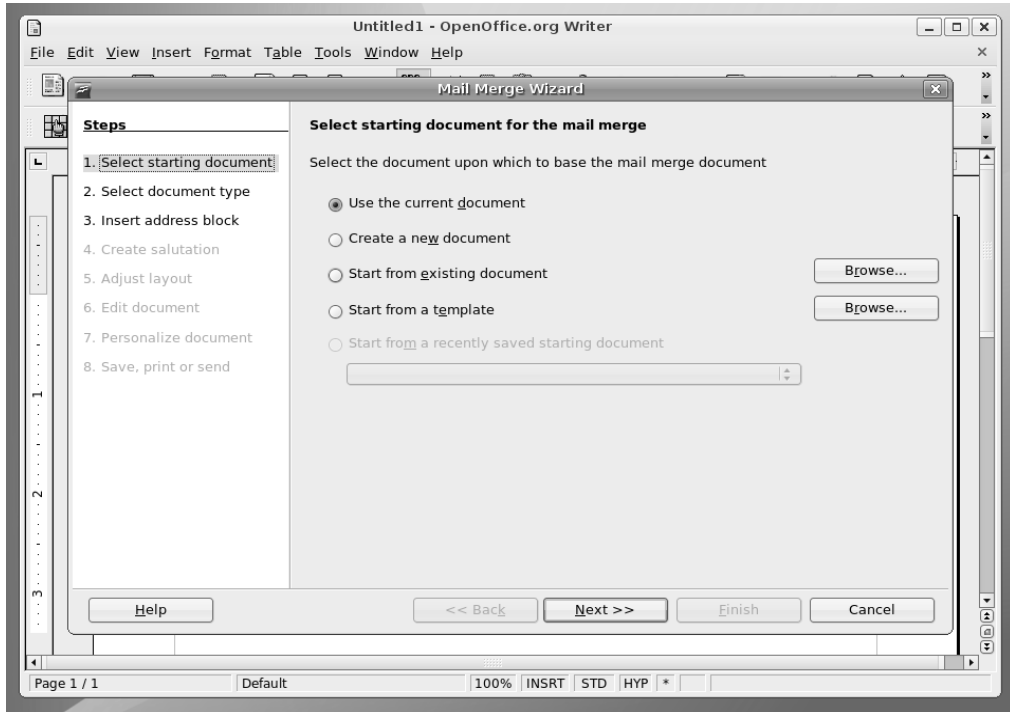 Untitled1 - OpenOffice.org Writer
File Edit View Insert Format Table Tools Window Help
Mail Merge Wizard
Steps
1. Select starting document
2. Select document type
3. Insert address block
4. Create salutation
5. Adjust layout
6. Edit document
7. Personalize document
8. Save, print or send
Select starting document for the mail merge
Select the document upon which to base the mail merge document
Use the current document
Create a new document
Start from existing document
Browse...
Start from a template
Browse...
Start from a recently saved starting document
1
2
3
Help
<< Back
Next >>
Finish
Cancel
Page 1 / 1
Default
100%
INSRT
STD
HYP
*